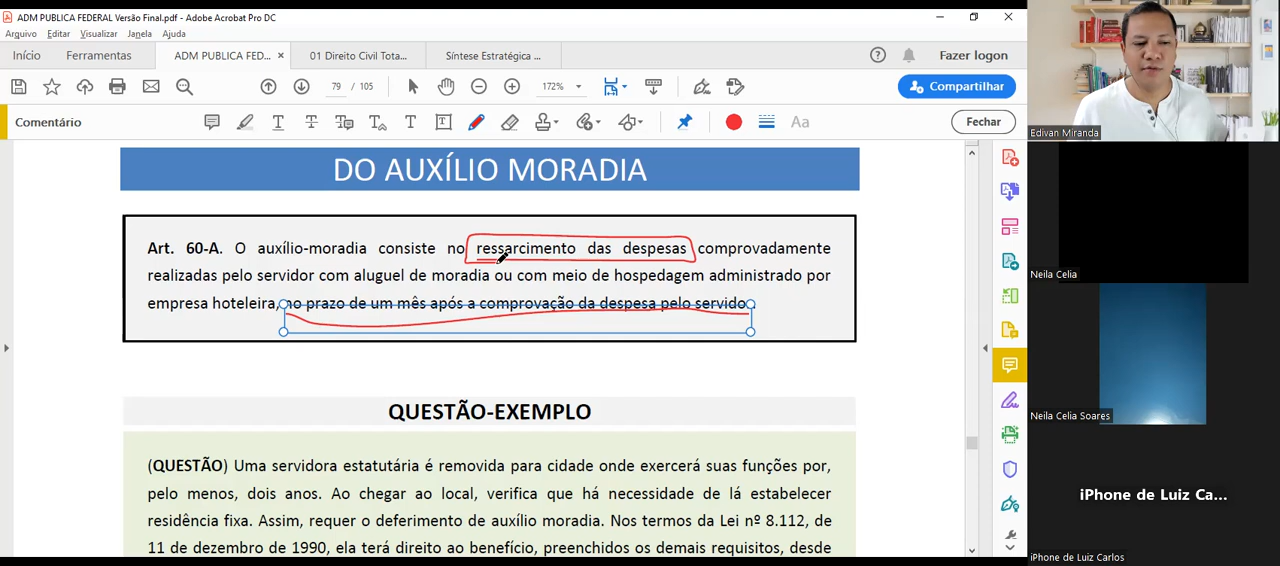 ADM PUBLICA FEDERAL Versão Final.pdf - Adobe Acrobat Pro DC
Arquivo Editar Visualizar Janela Ajuda
Início Ferramentas ADM PUBLICA FED... × 01 Direito Civil Tota... Síntese Estratégica ... Fazer logon
79 / 105 172% Compartilhar
Comentário Aa Fechar
DO AUXÍLIO MORADIA
Art. 60-A. O auxílio-moradia consiste no ressarcimento das despesas comprovadamente
realizadas pelo servidor com aluguel de moradia ou com meio de hospedagem administrado por
empresa hoteleira, no prazo de um mês após a comprovação da despesa pelo servidor.
QUESTÃO-EXEMPLO
(QUESTÃO) Uma servidora estatutária é removida para cidade onde exercerá suas funções por,
pelo menos, dois anos. Ao chegar ao local, verifica que há necessidade de lá estabelecer
residência fixa. Assim, requer o deferimento de auxílio moradia. Nos termos da Lei nº 8.112, de
11 de dezembro de 1990, ela terá direito ao benefício, preenchidos os demais requisitos, desde
Edivan Miranda
Neila Celia
Neila Celia Soares
iPhone de Luiz Ca...
iPhone de Luiz Carlos